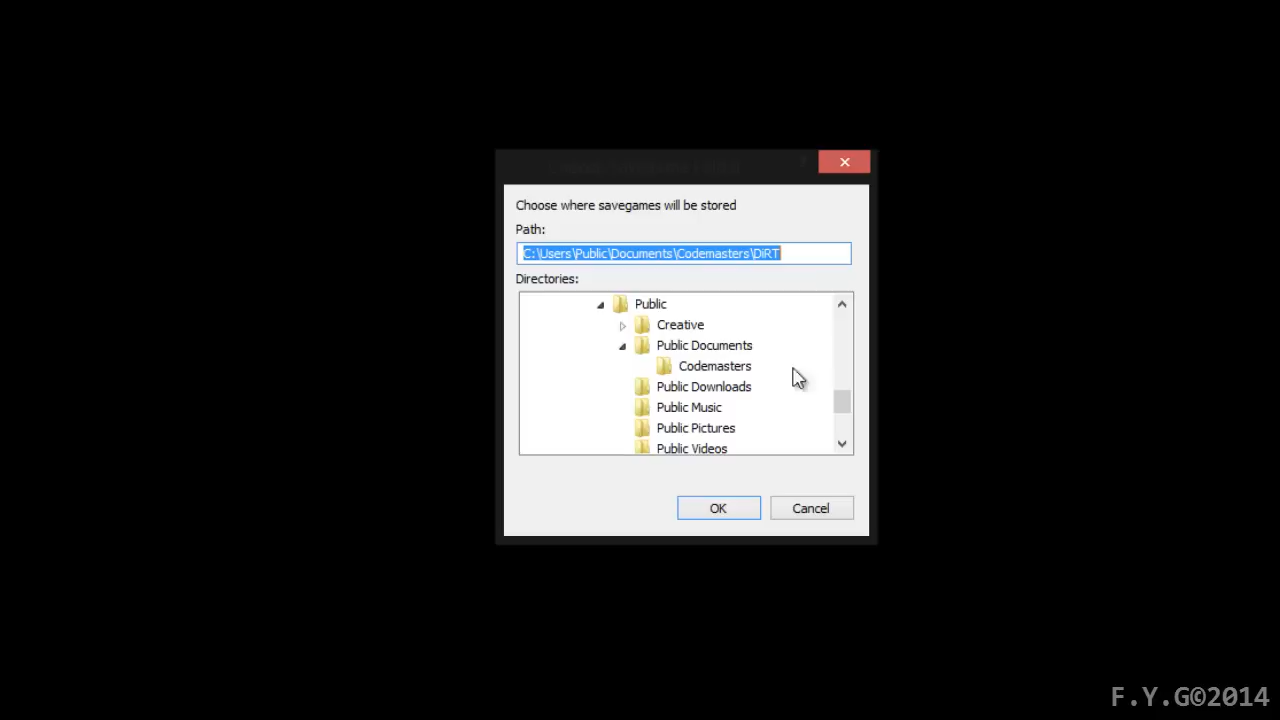 Choose where savegames will be stored
Path:
C:\Users\Public\Documents\Codemasters\DiRT
Directories:
Public
Creative
Public Documents
Codemasters
Public Downloads
Public Music
Public Pictures
Public Videos
OK Cancel
F.Y.G©2014